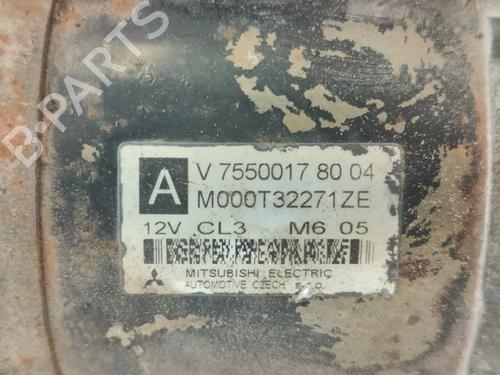 B-PARTS
A
V 7550017 80 04
M000T32271ZE
12V CL3 M6 05
MITSUBISHI ELECTRIC
AUTOMOTIVE CZECH s.r.o.